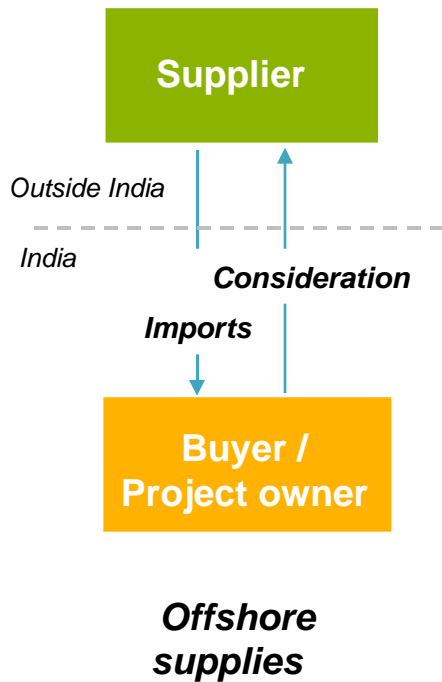 Supplier
Outside India
India
Consideration
Imports
Buyer /
Project owner
Offshore
supplies